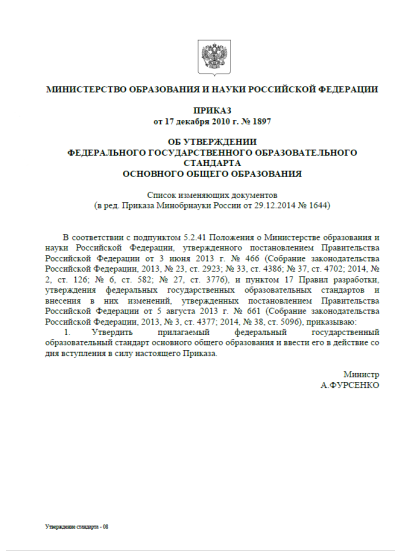 МИНИСТЕРСТВО ОБРАЗОВАНИЯ И НАУКИ РОССИЙСКОЙ ФЕДЕРАЦИИ
ПРИКАЗ
от 17 декабря 2010 г. № 1897
ОБ УТВЕРЖДЕНИИ
ФЕДЕРАЛЬНОГО ГОСУДАРСТВЕННОГО ОБРАЗОВАТЕЛЬНОГО
СТАНДАРТА
ОСНОВНОГО ОБЩЕГО ОБРАЗОВАНИЯ
Список изменяющих документов
(в ред. Приказа Минобрнауки России от 29.12.2014 № 1644)
В соответствии с подпунктом 5.2.41 Положения о Министерстве образования и
науки Российской Федерации, утвержденного постановлением Правительства
Российской Федерации от 3 июня 2013 г. № 466 (Собрание законодательства
Российской Федерации, 2013, № 23, ст. 2923; № 33, ст. 4386; № 37, ст. 4702; 2014, №
2, ст. 126; № 6, ст. 582; № 27, ст. 3776), и пунктом 17 Правил разработки,
утверждения федеральных государственных образовательных стандартов и
внесения в них изменений, утвержденных постановлением Правительства
Российской Федерации от 5 августа 2013 г. № 661 (Собрание законодательства
Российской Федерации, 2013, № 3, ст. 4377; 2014, № 38, ст. 5096), приказываю:
1. Утвердить прилагаемый федеральный государственный
образовательный стандарт основного общего образования и ввести его в действие со
дня вступления в силу настоящего Приказа.
Министр
А.ФУРСЕНКО
Утверждение стандарта - 08